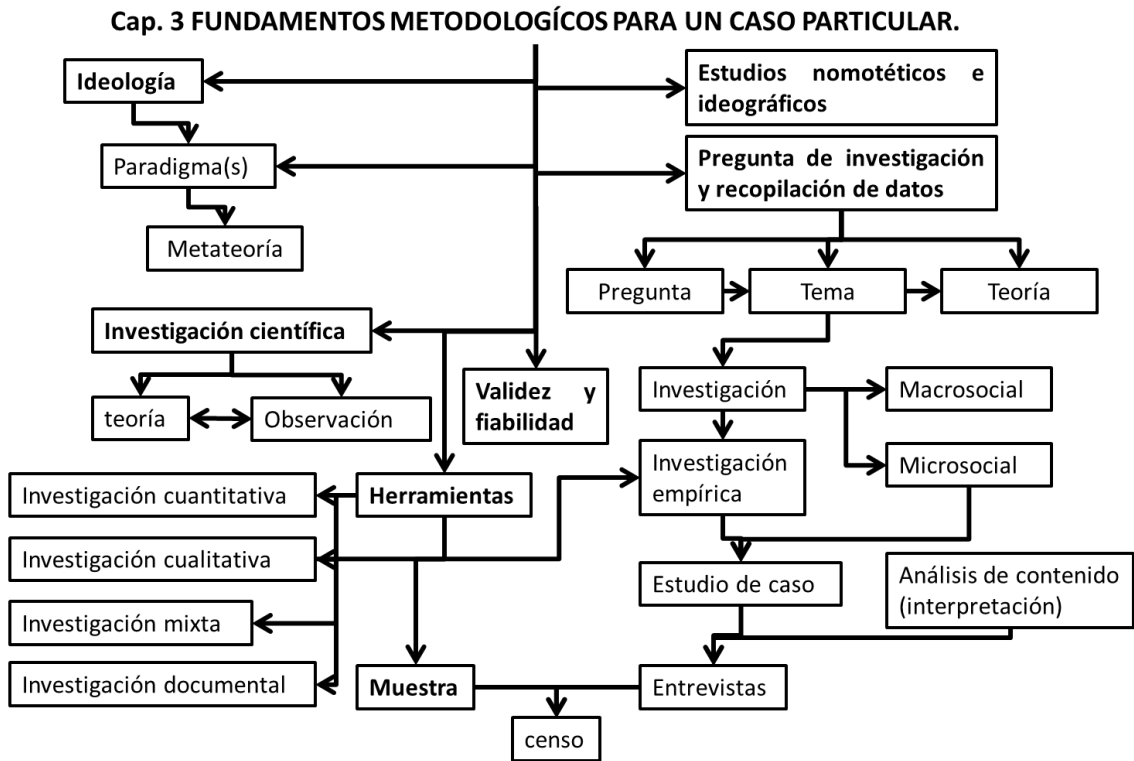 Cap. 3 FUNDAMENTOS METODOLOGÍCOS PARA UN CASO PARTICULAR.
Ideología
Estudios nomotéticos e
ideográficos
Paradigma(s)
Pregunta de investigación
y recopilación de datos
Metateoría
Pregunta
Tema
Teoría
Investigación científica
Validez y
fiabilidad
Investigación
Macrosocial
teoría
Observación
Investigación
empírica
Microsocial
Investigación cuantitativa
Herramientas
Investigación cualitativa
Estudio de caso
Análisis de contenido
(interpretación)
Investigación mixta
Investigación documental
Muestra
Entrevistas
censo